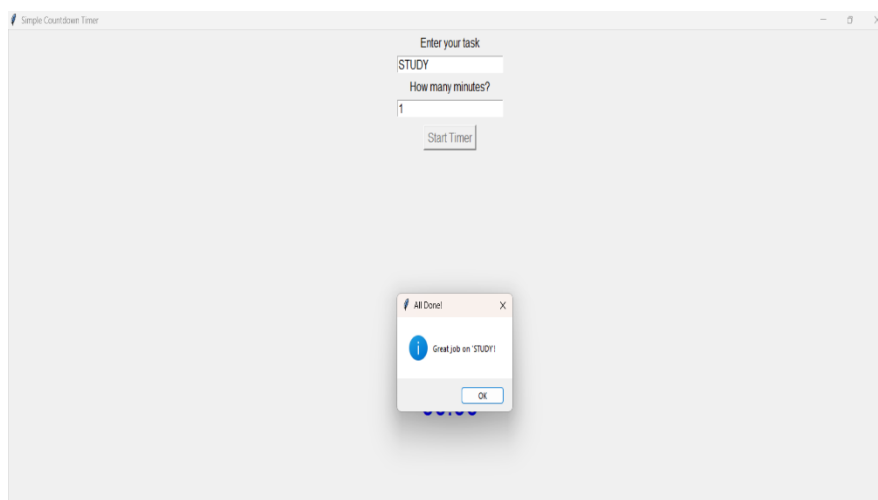 Simple Countdown Timer
Enter your task
STUDY
How many minutes?
1
Start Timer
All Done!
Great job on 'STUDY'!
OK